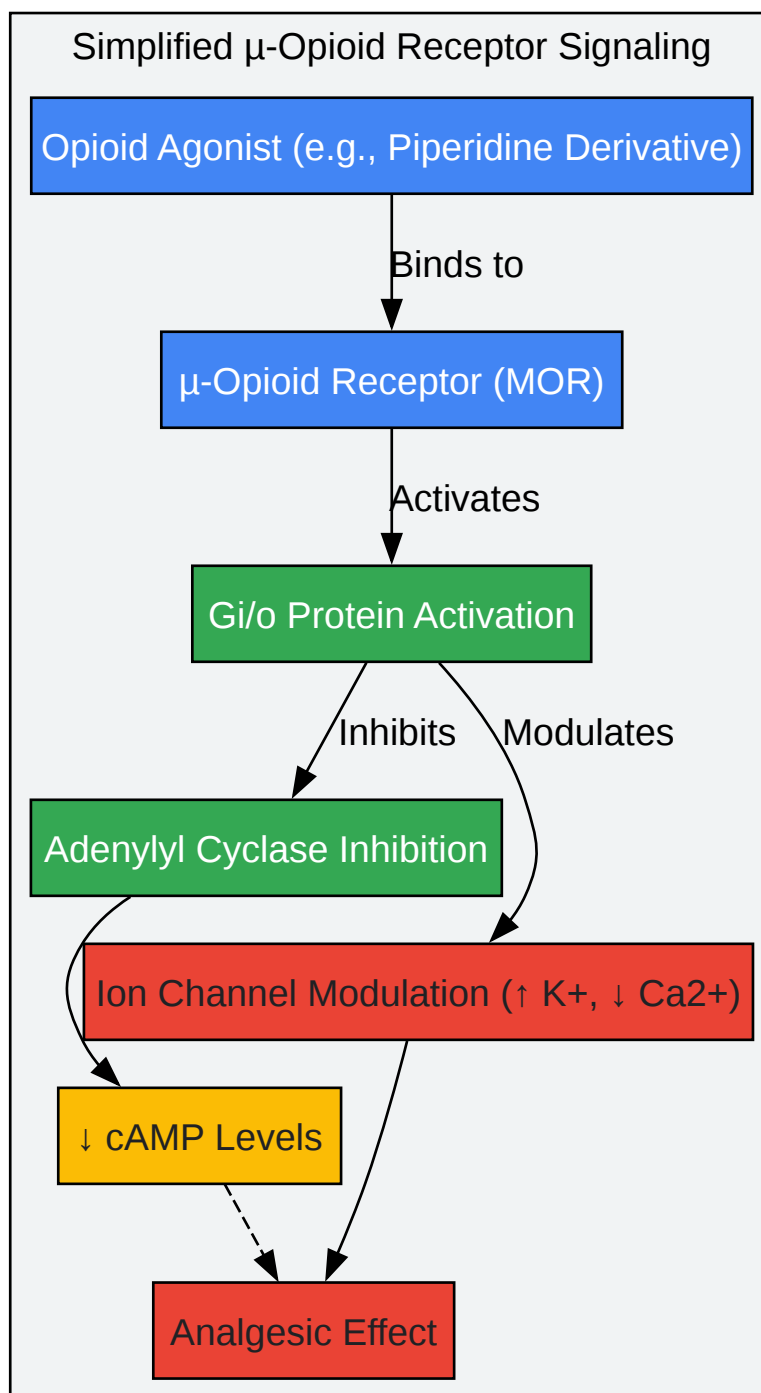 Simplified µ-Opioid Receptor Signaling
Opioid Agonist (e.g., Piperidine Derivative)
Binds to
µ-Opioid Receptor (MOR)
Activates
Gi/o Protein Activation
Inhibits
Modulates
Adenylyl Cyclase Inhibition
Ion Channel Modulation (↑ K+, ↓ Ca2+)
↓ cAMP Levels
Analgesic Effect